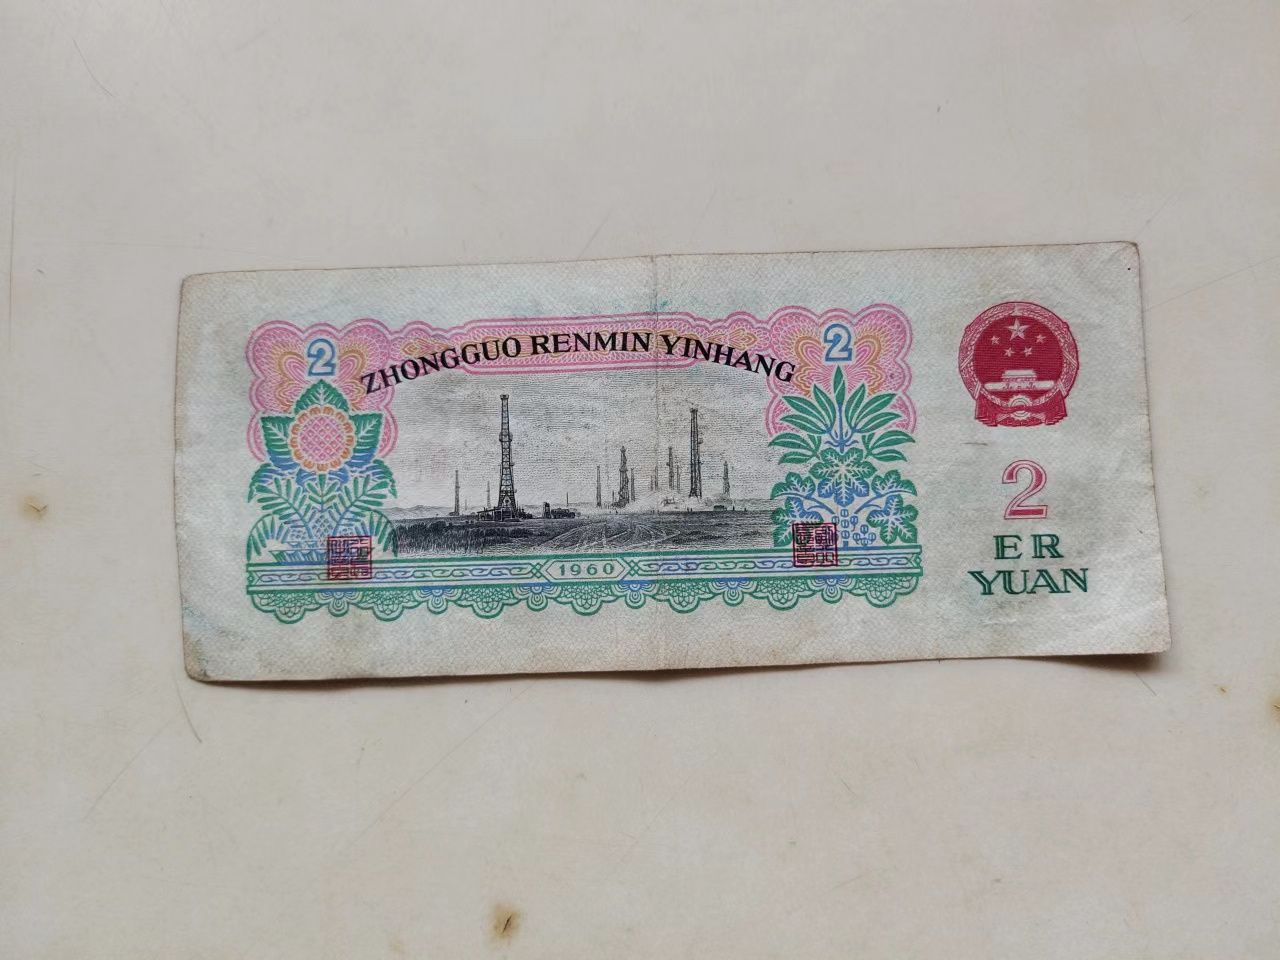 2
2
ZHONGGUO RENMIN YINHANG
1960
2
ER
YUAN